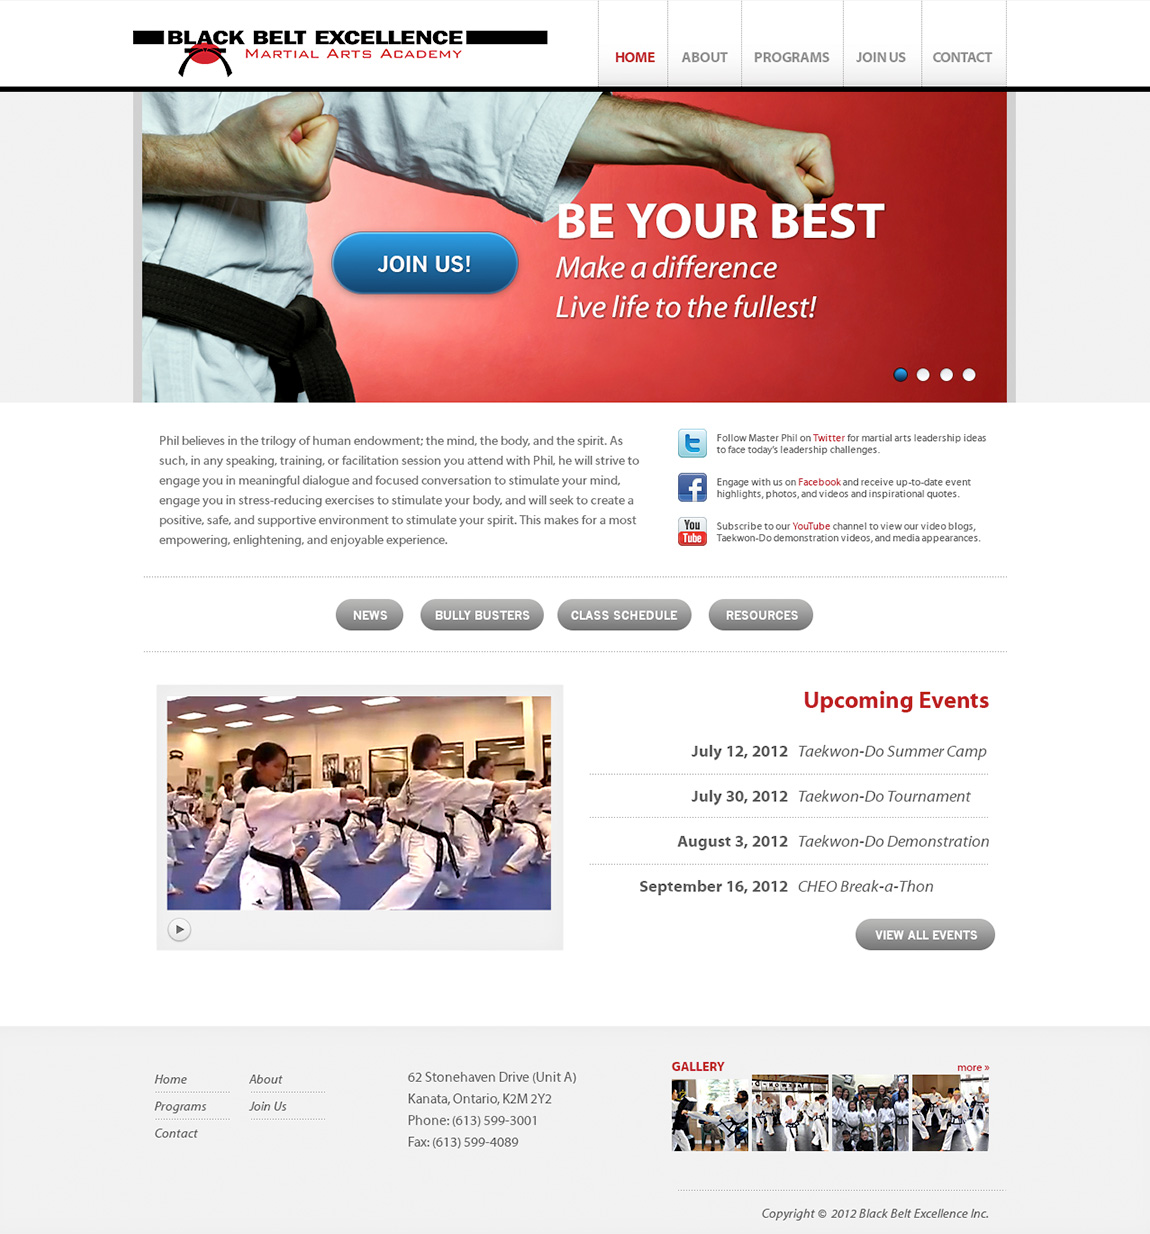 BLACK BELT EXCELLENCE
MARTIAL ARTS ACADEMY
HOME
ABOUT
PROGRAMS
JOIN US
CONTACT
BE YOUR BEST
JOIN US!
Make a difference
Live life to the fullest!
Phil believes in the trilogy of human endowment; the mind, the body, and the spirit. As
such, in any speaking, training, or facilitation session you attend with Phil, he will strive to
engage you in meaningful dialogue and focused conversation to stimulate your mind,
engage you in stress-reducing exercises to stimulate your body, and will seek to create a
positive, safe, and supportive environment to stimulate your spirit. This makes for a most
empowering, enlightening, and enjoyable experience.
Follow Master Phil on Twitter for martial arts leadership ideas
to face today's leadership challenges.
Engage with us on Facebook and receive up-to-date event
highlights, photos, and videos and inspirational quotes.
You
Tube
Subscribe to our YouTube channel to view our video blogs,
Taekwon-Do demonstration videos, and media appearances.
NEWS
BULLY BUSTERS
CLASS SCHEDULE
RESOURCES
Upcoming Events
July 12, 2012 Taekwon-Do Summer Camp
July 30, 2012 Taekwon-Do Tournament
August 3, 2012 Taekwon-Do Demonstration
September 16, 2012 CHEO Break-a-Thon
VIEW ALL EVENTS
Home
About
Programs
Join Us
Contact
62 Stonehaven Drive (Unit A)
Kanata, Ontario, K2M 2Y2
Phone: (613) 599-3001
Fax: (613) 599-4089
GALLERY
more »
Copyright © 2012 Black Belt Excellence Inc.